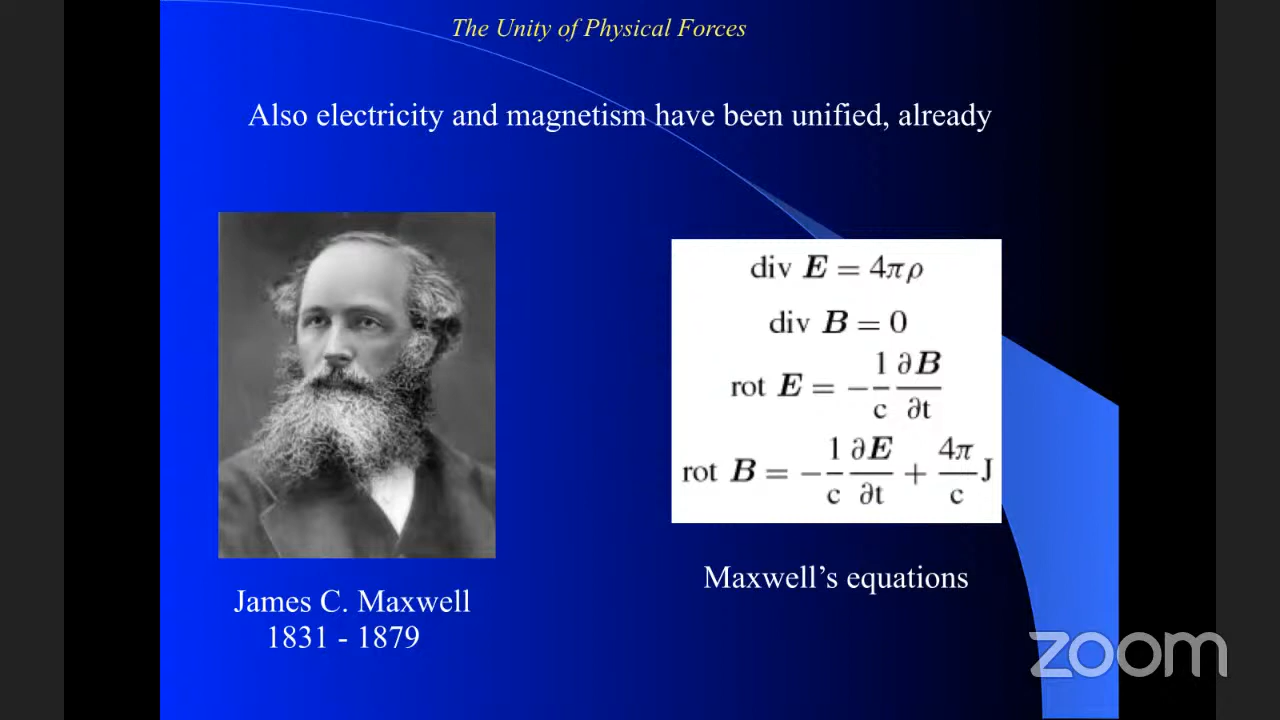 The Unity of Physical Forces
Also electricity and magnetism have been unified, already
div E = 4πρ
div B = 0
rot E = −1/c ∂B/∂t
rot B = −1/c ∂E/∂t + 4π/c J
Maxwell’s equations
James C. Maxwell
1831 - 1879
zoom